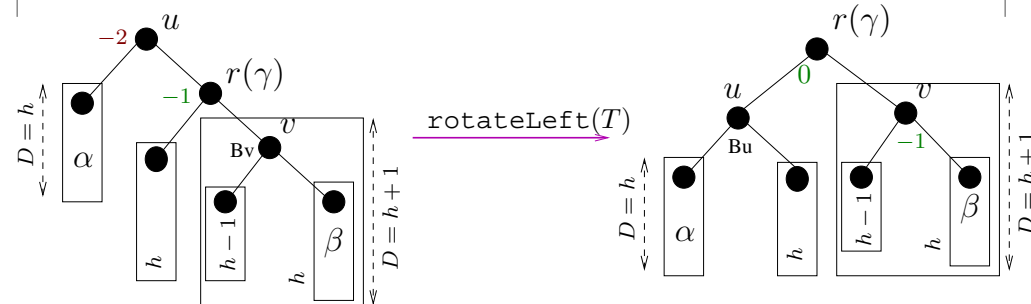 u
−2
r(γ)
−1
v
Bv
D = h
α
h
h − 1
β
h
D = h + 1
rotateLeft(T)
r(γ)
0
u
v
Bu
−1
D = h
α
h
h − 1
β
h
D = h + 1